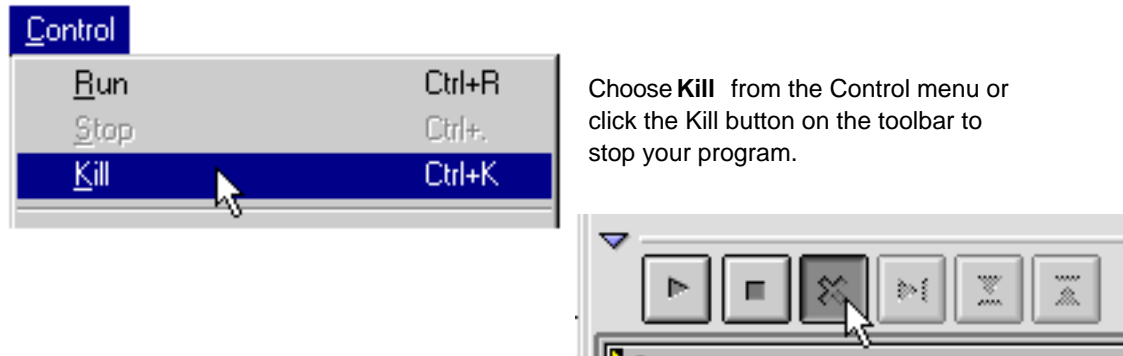 Control
Run Ctrl+R
Stop Ctrl+.
Kill Ctrl+K
Choose Kill from the Control menu or
click the Kill button on the toolbar to
stop your program.